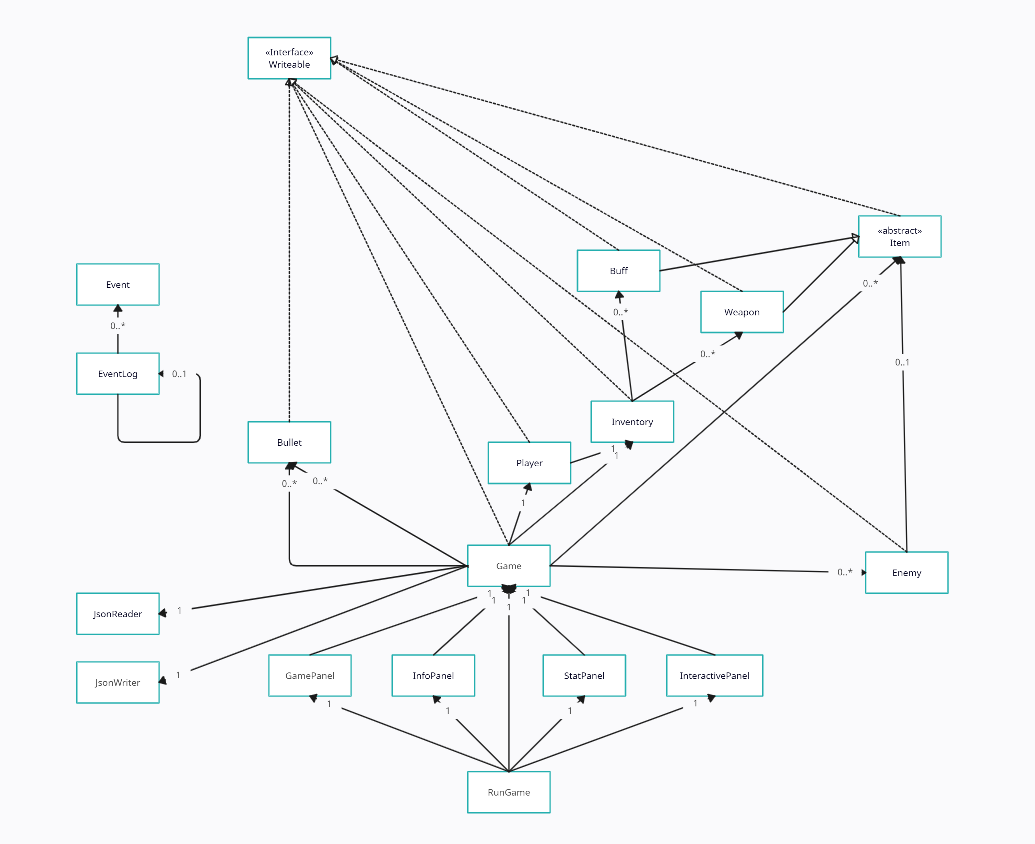 «Interface»
Writeable
«abstract»
Item
Buff
Event
Weapon
0..*
0..*
0..*
0..*
0..1
EventLog
0..1
Inventory
Bullet
1
1
Player
0..*
0..*
1
Game
0..*
Enemy
1
1
1
1
1
JsonReader
1
JsonWriter
1
GamePanel
InfoPanel
StatPanel
InteractivePanel
1
1
1
1
RunGame